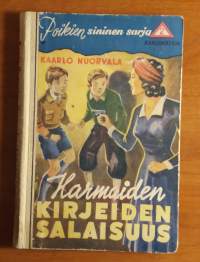 Poikien sininen sarja
KAARLO NUORVALA
Harmaiden
KIRJEIDEN
SALAISUUS